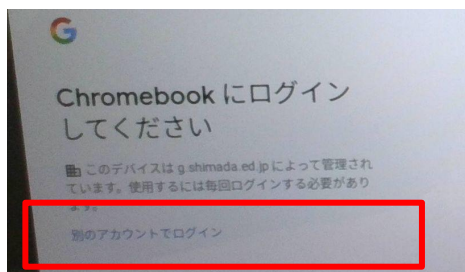 G
Chromebook にログイン
してください
このデバイスは g.shimada.ed.jp によって管理され
ています。使用するには毎回ログインする必要があり
ます。
別のアカウントでログイン